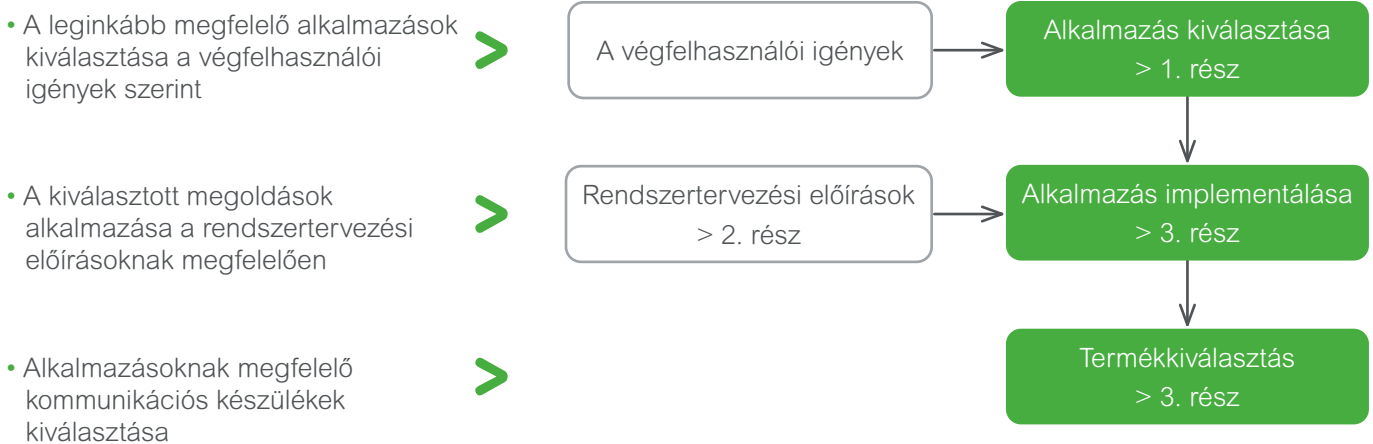 • A leginkább megfelelő alkalmazások
kiválasztása a végfelhasználói
igények szerint
>
A végfelhasználói igények
Alkalmazás kiválasztása
> 1. rész
• A kiválasztott megoldások
alkalmazása a rendszertervezési
előírásoknak megfelelően
>
Rendszertervezési előírások
> 2. rész
Alkalmazás implementálása
> 3. rész
• Alkalmazásoknak megfelelő
kommunikációs készülékek
kiválasztása
>
Termékkiválasztás
> 3. rész